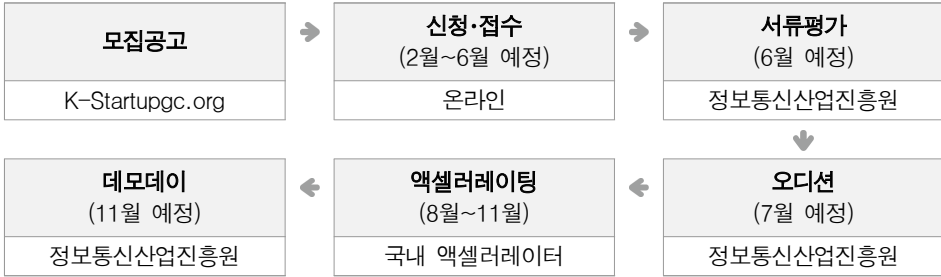 모집공고
K-Startupgc.org
신청·접수
(2월~6월 예정)
온라인
서류평가
(6월 예정)
정보통신산업진흥원
오디션
(7월 예정)
정보통신산업진흥원
액셀러레이팅
(8월~11월)
국내 액셀러레이터
데모데이
(11월 예정)
정보통신산업진흥원